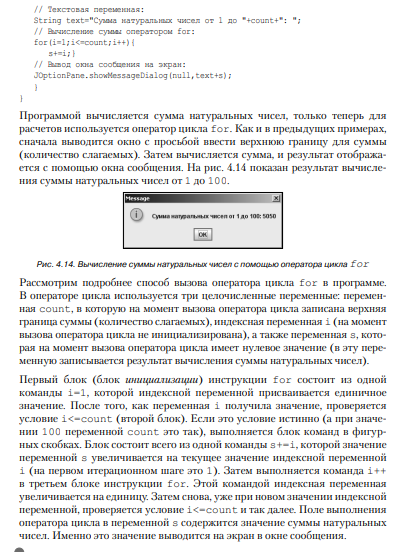 // Текстовая переменная:
String text="Сумма натуральных чисел от 1 до "+count+": ";
// Вычисление суммы оператором for:
for(i=1;i<=count;i++){
s+=i;}
// Вывод окна сообщения на экран:
JOptionPane.showMessageDialog(null,text+s);
}
}
Программой вычисляется сумма натуральных чисел, только теперь для
расчетов используется оператор цикла for. Как и в предыдущих примерах,
сначала выводится окно с просьбой ввести верхнюю границу для суммы
(количество слагаемых). Затем вычисляется сумма, и результат отобража-
ется с помощью окна сообщения. На рис. 4.14 показан результат вычисле-
ния суммы натуральных чисел от 1 до 100.
Message
Сумма натуральных чисел от 1 до 100: 5050
OK
Рис. 4.14. Вычисление суммы натуральных чисел с помощью оператора цикла for
Рассмотрим подробнее способ вызова оператора цикла for в программе.
В операторе цикла используется три целочисленные переменные: перемен-
ная count, в которую на момент вызова оператора цикла записана верхняя
граница суммы (количество слагаемых), индексная переменная i (на момент
вызова оператора цикла не инициализирована), а также переменная s, кото-
рая на момент вызова оператора цикла имеет нулевое значение (в эту пере-
менную записывается результат вычисления суммы натуральных чисел).
Первый блок (блок инициализации) инструкции for состоит из одной
команды i=1, которой индексной переменной присваивается единичное
значение. После того, как переменная i получила значение, проверяется
условие i<=count (второй блок). Если это условие истинно (а при значе-
нии 100 переменной count это так), выполняется блок команд в фигур-
ных скобках. Блок состоит всего из одной команды s+=i, которой значение
переменной s увеличивается на текущее значение индексной переменной
i (на первом итерационном шаге это 1). Затем выполняется команда i++
в третьем блоке инструкции for. Этой командой индексная переменная
увеличивается на единицу. Затем снова, уже при новом значении индексной
переменной, проверяется условие i<=count и так далее. Поле выполнения
оператора цикла в переменной s содержится значение суммы натуральных
чисел. Именно это значение выводится на экран в окне сообщения.